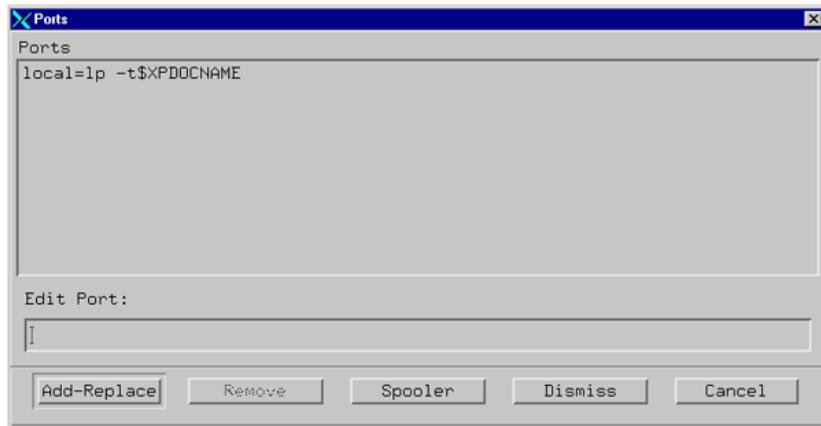 Ports
Ports
local=lp -t$XPDOCNAME
Edit Port:
Add-Replace Remove Spooler Dismiss Cancel